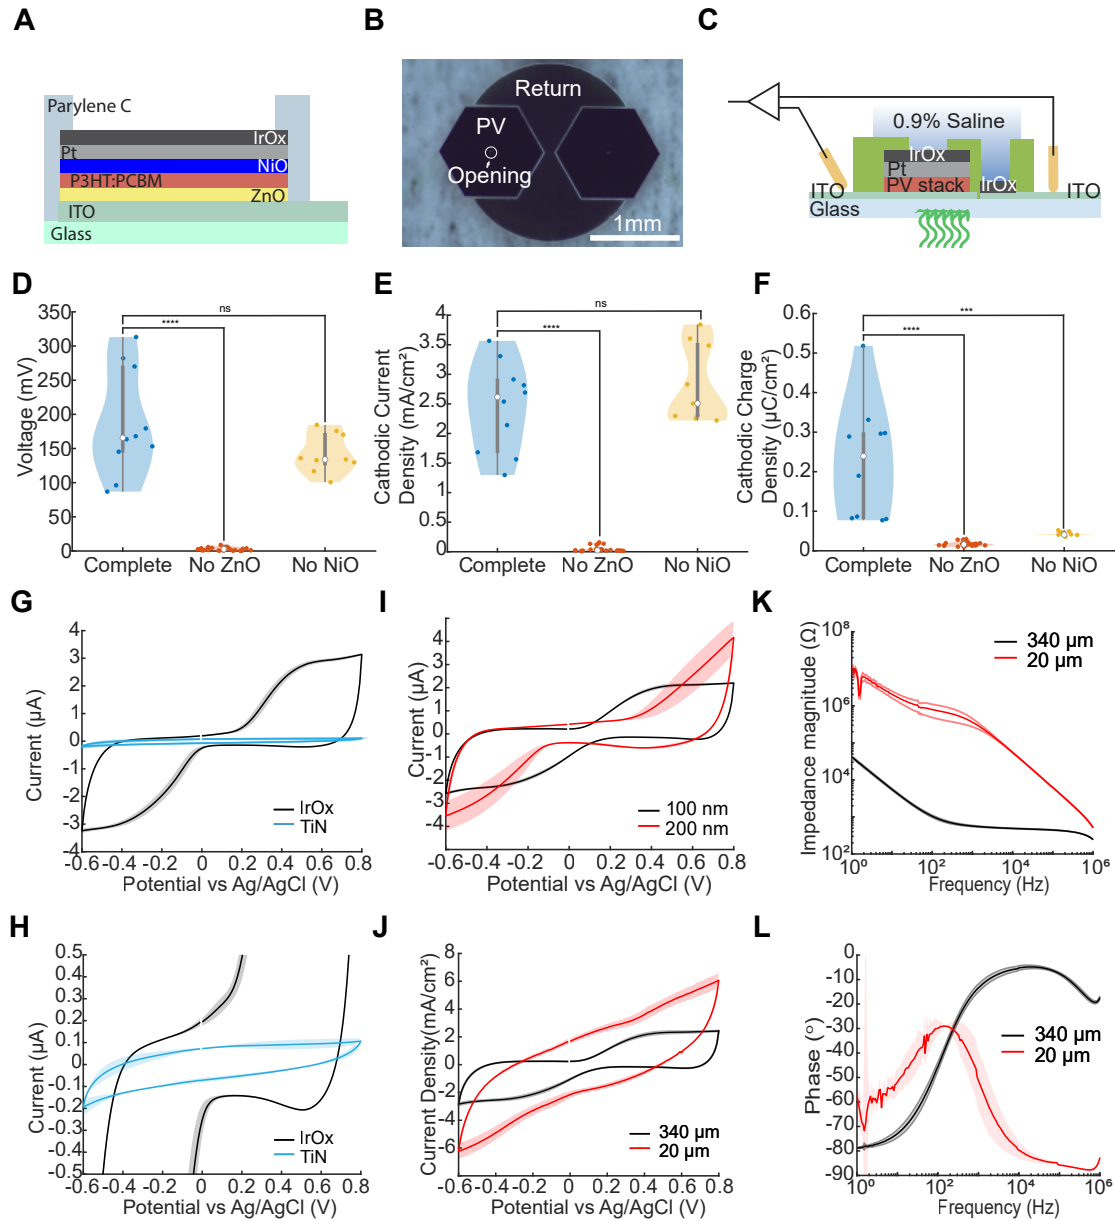 A
B
C
Parylene C
IrOx
Pt
NiO
P3HT:PCBM
ZnO
ITO
Glass
Return
PV
Opening
1mm
0.9% Saline
IrOx
Pt
PV stack
IrOx
ITO
ITO
Glass
D
E
F
Voltage (mV)
350
300
250
200
150
100
50
0
ns
****
Complete
No ZnO
No NiO
Cathodic Current
Density (mA/cm²)
4
3.5
3
2.5
2
1.5
1
0.5
0
ns
****
Complete
No ZnO
No NiO
Cathodic Charge
Density (µC/cm²)
0.6
0.5
0.4
0.3
0.2
0.1
0
***
****
Complete
No ZnO
No NiO
G
I
K
Current (µA)
4
3
2
1
0
-1
-2
-3
-4
IrOx
TiN
-0.6 -0.4 -0.2 0 0.2 0.4 0.6 0.8
Potential vs Ag/AgCl (V)
Current (µA)
4
3
2
1
0
-1
-2
-3
-4
100 nm
200 nm
-0.6 -0.4 -0.2 0 0.2 0.4 0.6 0.8
Potential vs Ag/AgCl (V)
Impedance magnitude (Ω)
10⁸
10⁶
10⁴
10²
340 µm
20 µm
10⁰ 10² 10⁴ 10⁶
Frequency (Hz)
H
J
L
Current (µA)
0.5
0.4
0.3
0.2
0.1
0
-0.1
-0.2
-0.3
-0.4
-0.5
IrOx
TiN
-0.6 -0.4 -0.2 0 0.2 0.4 0.6 0.8
Potential vs Ag/AgCl (V)
Current Density(mA/cm²)
8
6
4
2
0
-2
-4
-6
340 µm
20 µm
-0.6 -0.4 -0.2 0 0.2 0.4 0.6 0.8
Potential vs Ag/AgCl (V)
Phase (°)
0
-10
-20
-30
-40
-50
-60
-70
-80
-90
340 µm
20 µm
10⁰ 10² 10⁴ 10⁶
Frequency (Hz)